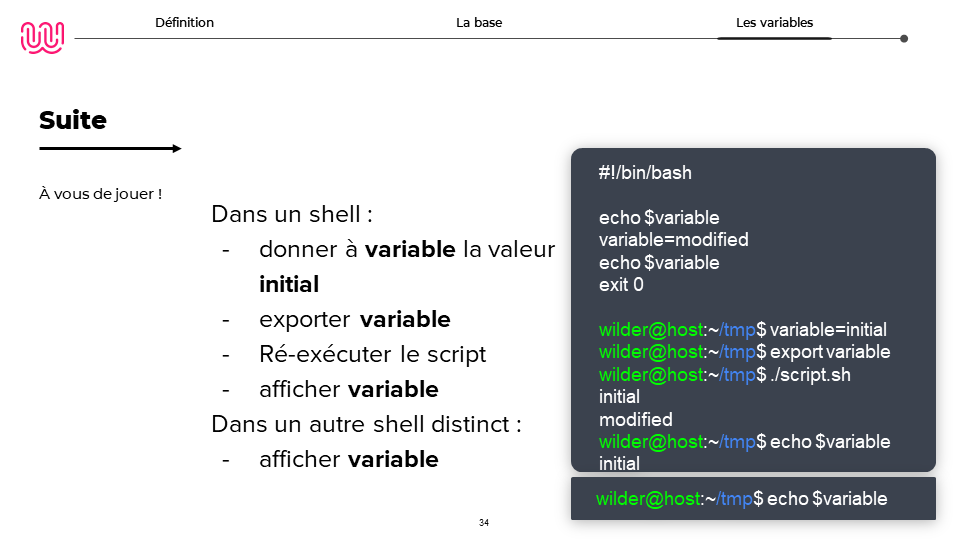 Définition
La base
Les variables
Suite
À vous de jouer !
Dans un shell :
- donner à variable la valeur
initial
- exporter variable
- Ré-exécuter le script
- afficher variable
Dans un autre shell distinct :
- afficher variable
#!/bin/bash
echo $variable
variable=modified
echo $variable
exit 0
wilder@host:~/tmp$ variable=initial
wilder@host:~/tmp$ export variable
wilder@host:~/tmp$ ./script.sh
initial
modified
wilder@host:~/tmp$ echo $variable
initial
wilder@host:~/tmp$ echo $variable
34